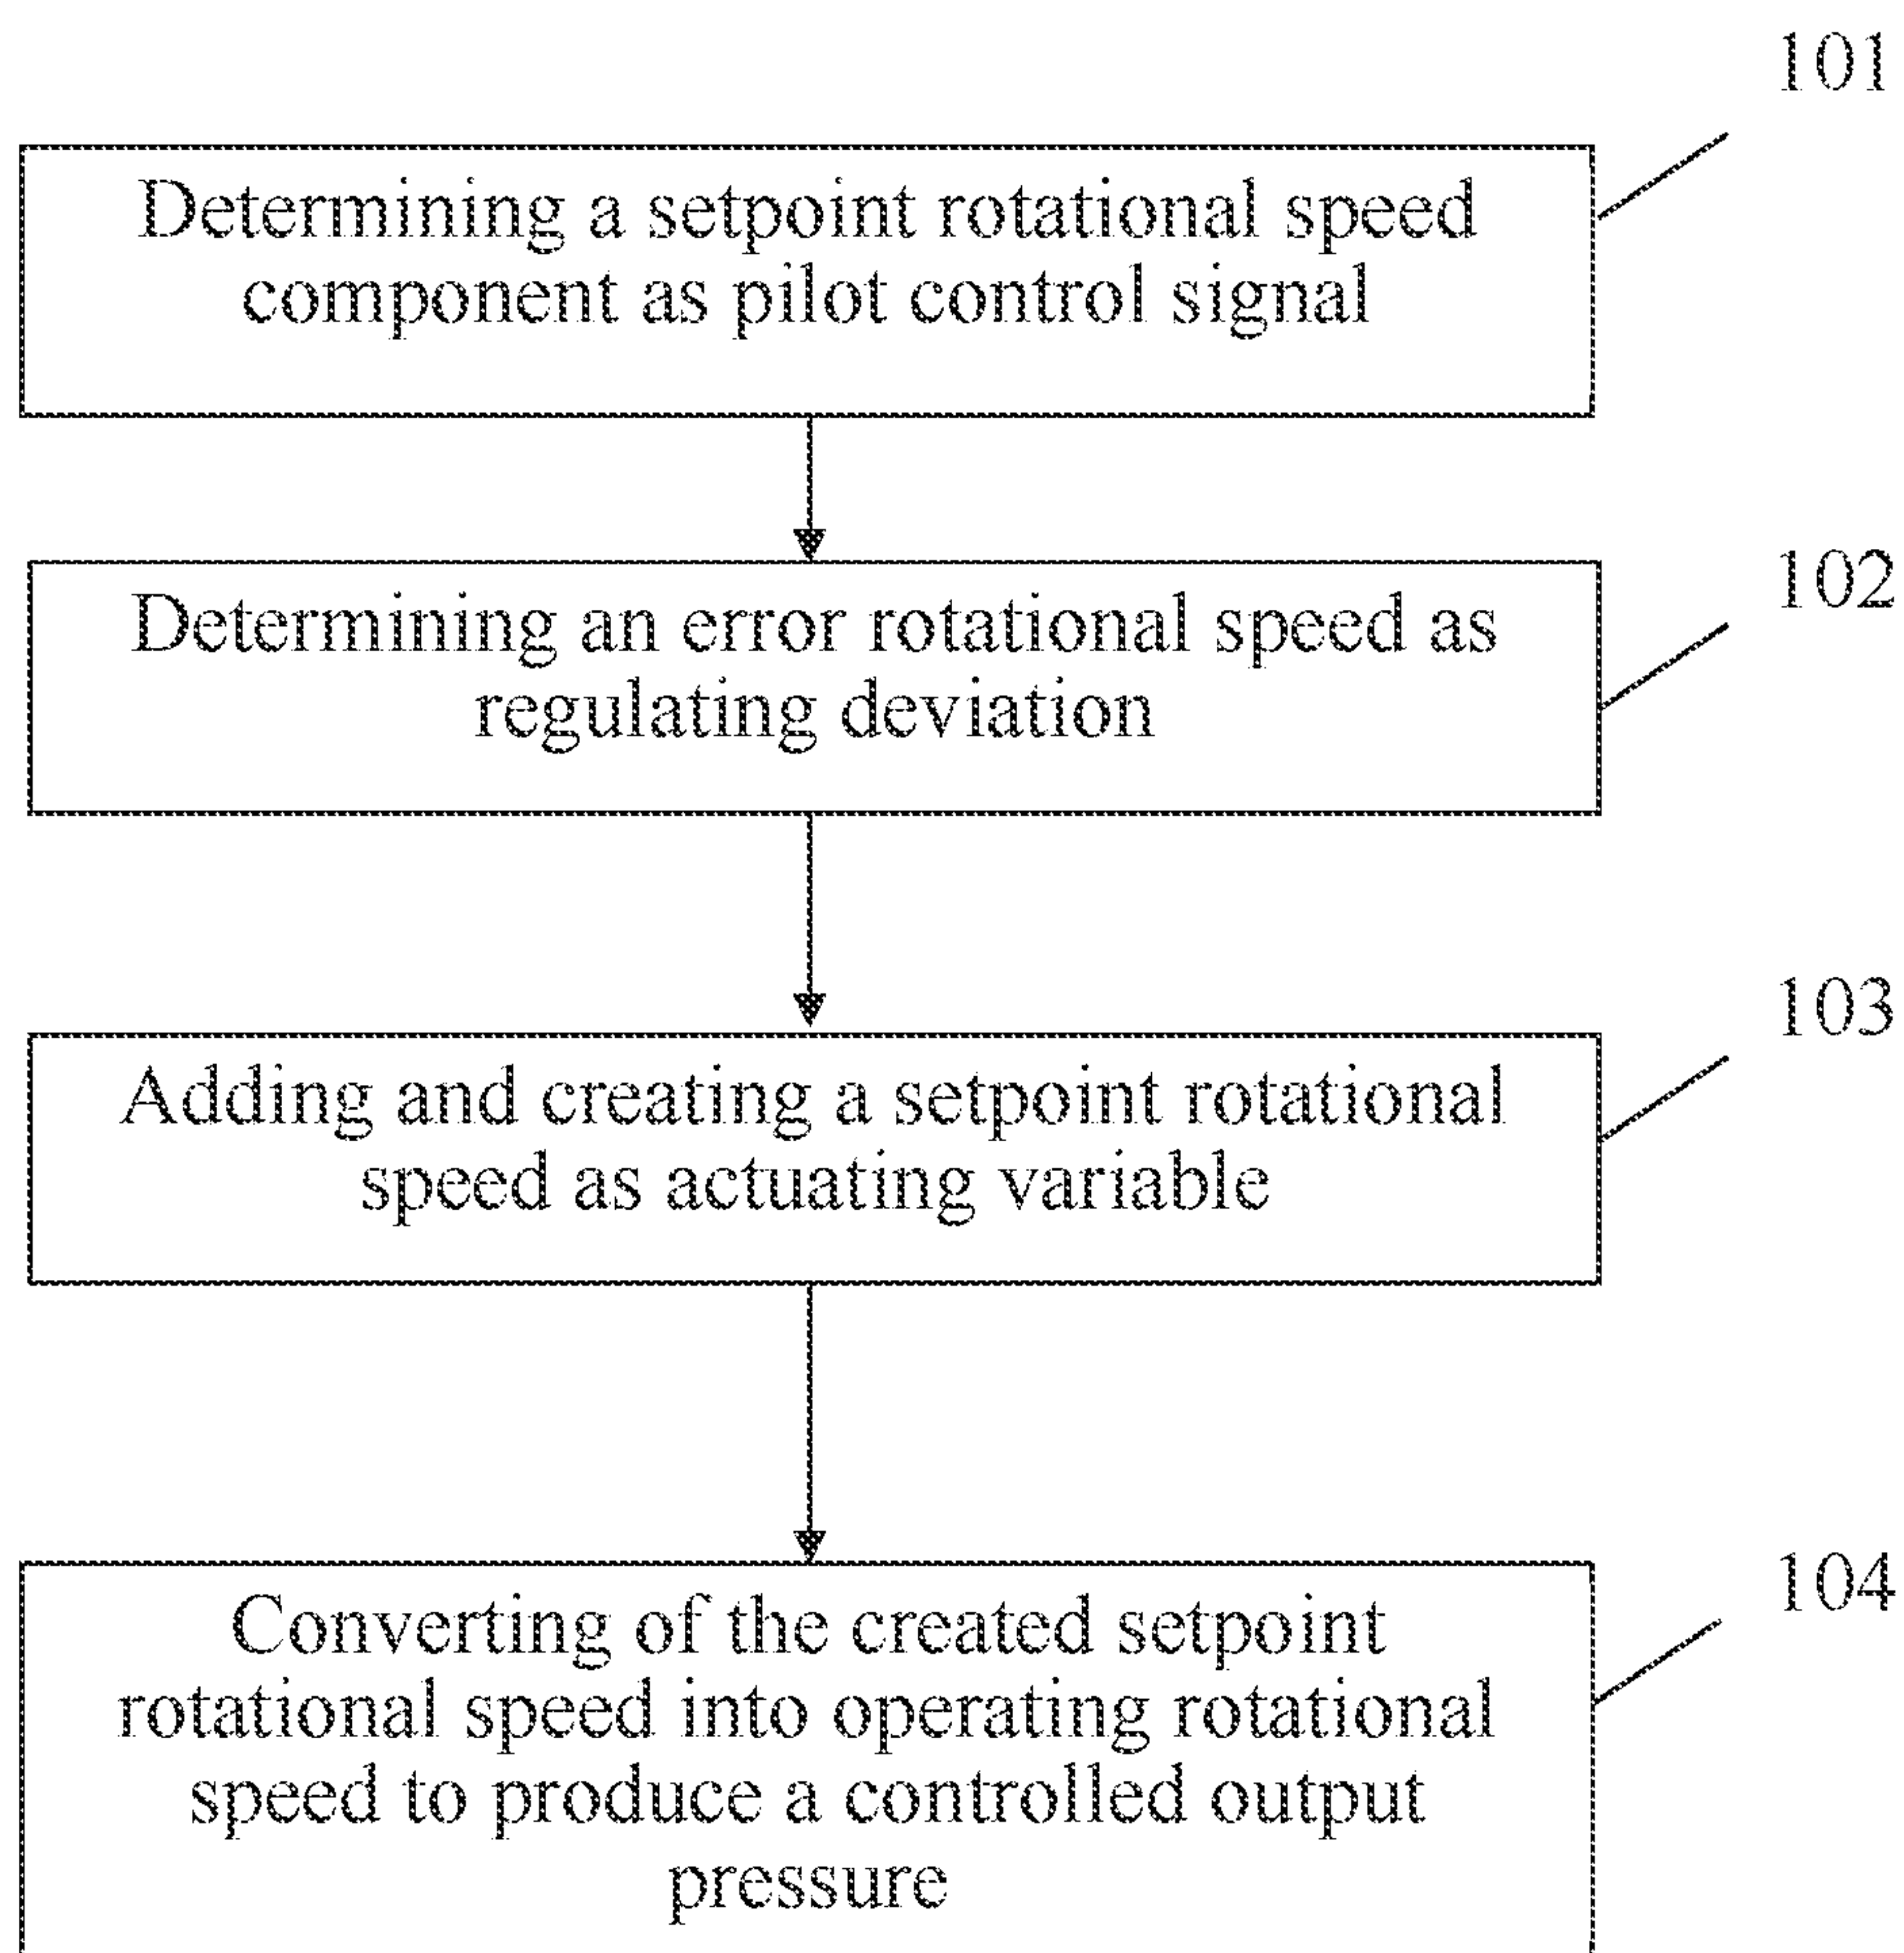 101
Determining a setpoint rotational speed
component as pilot control signal
102
Determining an error rotational speed as
regulating deviation
103
Adding and creating a setpoint rotational
speed as actuating variable
104
Converting of the created setpoint
rotational speed into operating rotational
speed to produce a controlled output
pressure